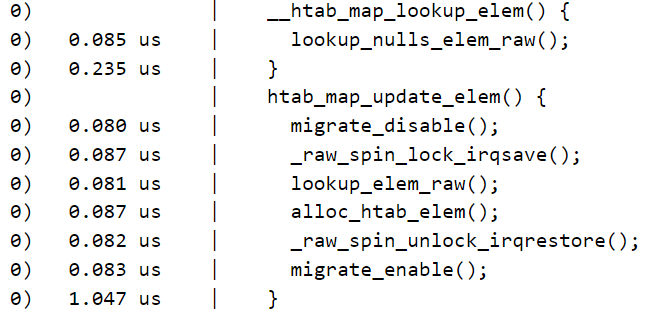 0)               |    __htab_map_lookup_elem() {
0)   0.085 us    |      lookup_nulls_elem_raw();
0)   0.235 us    |    }
0)               |    htab_map_update_elem() {
0)   0.080 us    |      migrate_disable();
0)   0.087 us    |      _raw_spin_lock_irqsave();
0)   0.081 us    |      lookup_elem_raw();
0)   0.087 us    |      alloc_htab_elem();
0)   0.082 us    |      _raw_spin_unlock_irqrestore();
0)   0.083 us    |      migrate_enable();
0)   1.047 us    |    }